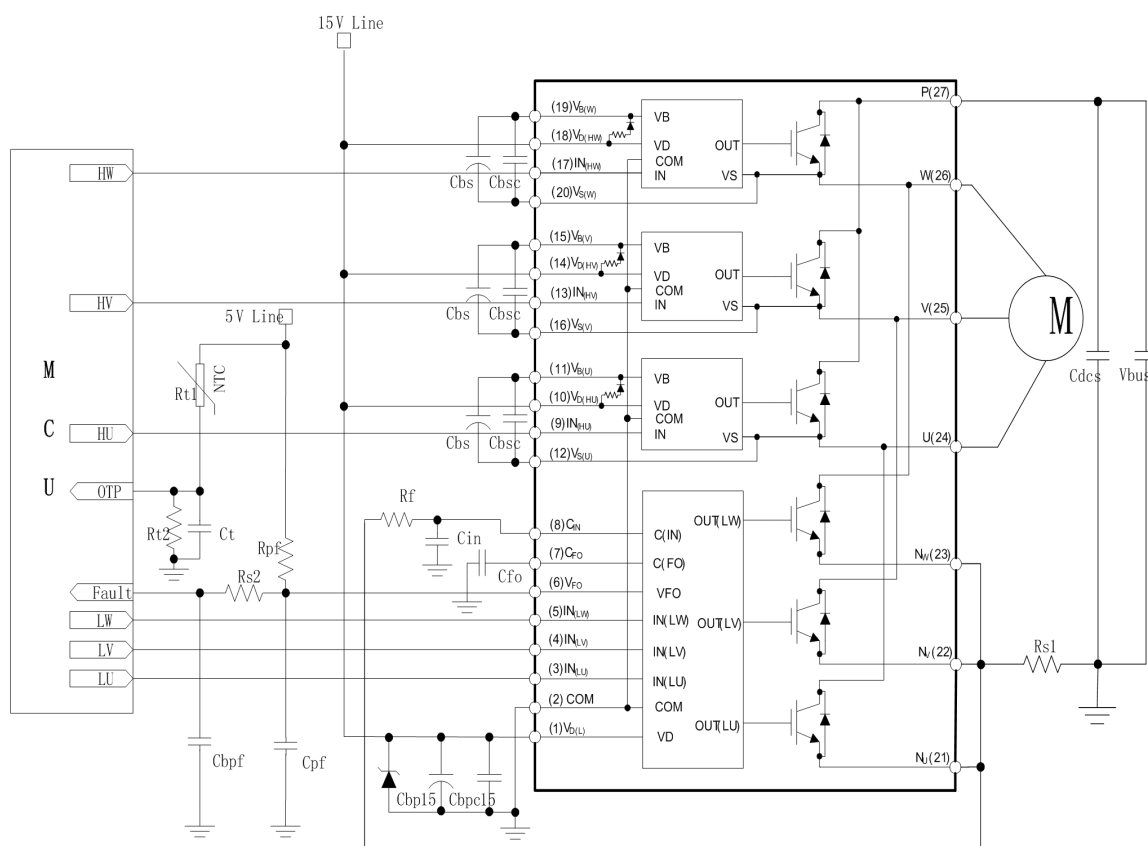 15V Line
P(27)
(19)VB(W)
VB
(18)VD(HW)
VD
OUT
COM
(17)IN(HW)
IN
HW
Cbs
Cbsc
VS
(20)VS(W)
W(26)
(15)VB(V)
VB
(14)VD(HV)
VD
OUT
COM
(13)IN(HV)
IN
HV
Cbs
Cbsc
VS
(16)VS(V)
V(25)
M
5V Line
Cdcs
Vbus
M
NTC
Rt1
(11)VB(U)
VB
(10)VD(HU)
VD
OUT
COM
(9)IN(HU)
IN
C
HU
Cbs
Cbsc
VS
(12)VS(U)
U(24)
U
OTP
Rf
Rt2
Ct
Rpf
Cin
(8)CIN
C(IN)
OUT(LW)
Cfo
(7)CFO
C(FO)
NW(23)
Rs2
Fault
(6)VFO
VFO
LW
(5)IN(LW)
IN(LW)
OUT(LV)
LV
(4)IN(LV)
IN(LV)
NV(22)
Rs1
LU
(3)IN(LU)
IN(LU)
(2) COM
COM
OUT(LU)
(1)VD(L)
VD
Cbpf
Cpf
Cbp15
Cbpc15
NU(21)